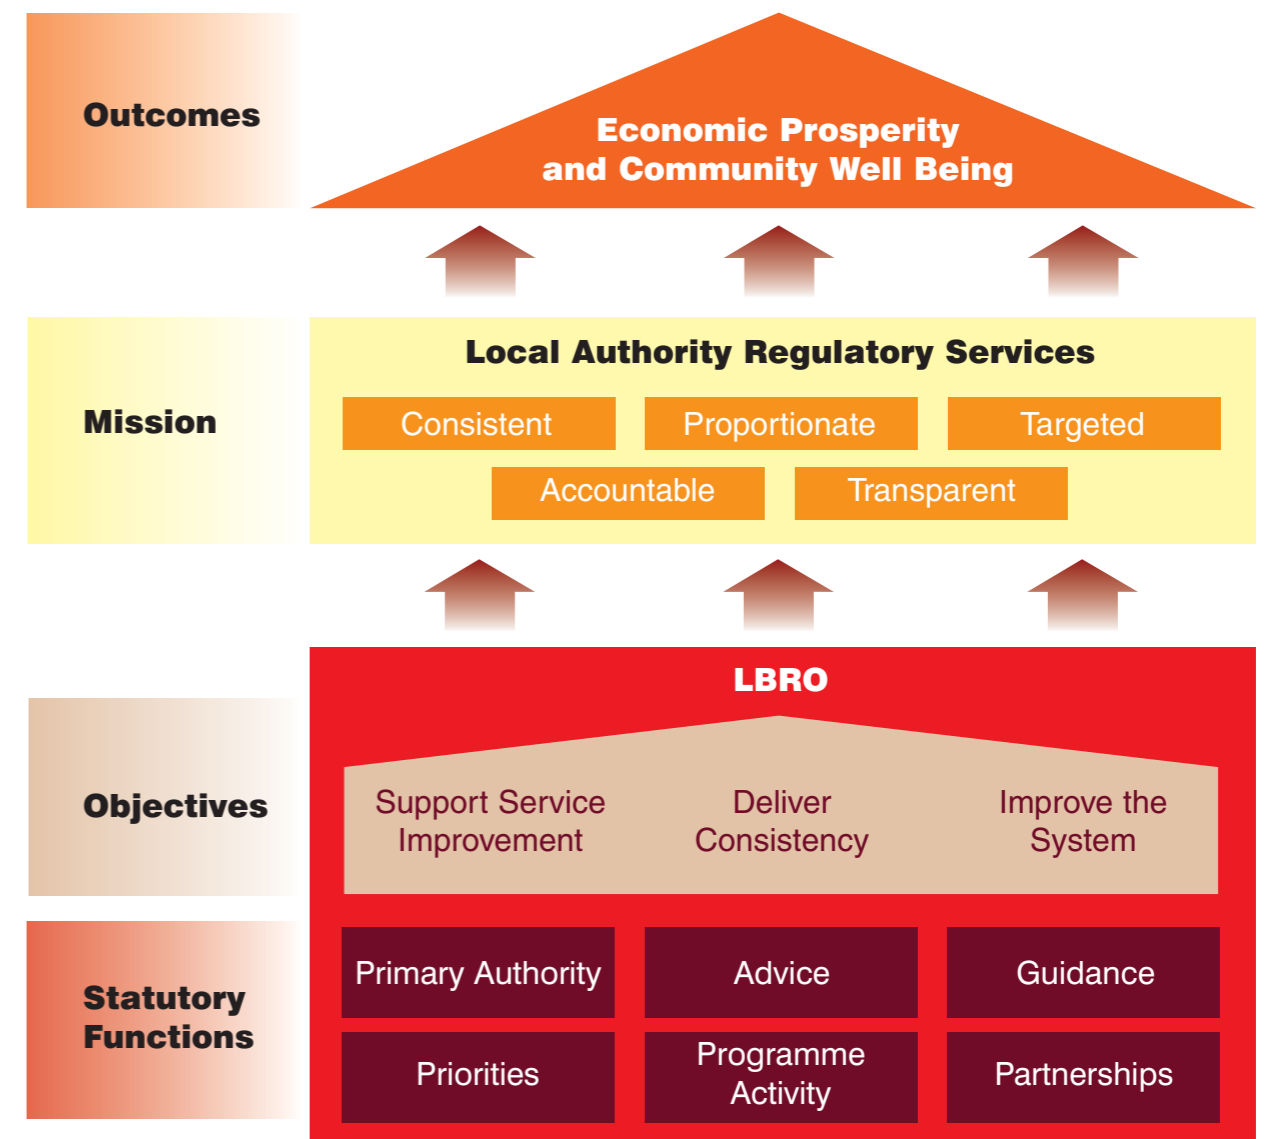 Outcomes
Economic Prosperity
and Community Well Being
Mission
Local Authority Regulatory Services
Consistent
Proportionate
Targeted
Accountable
Transparent
LBRO
Objectives
Support Service
Improvement
Deliver
Consistency
Improve the
System
Statutory
Functions
Primary Authority
Advice
Guidance
Priorities
Programme
Activity
Partnerships